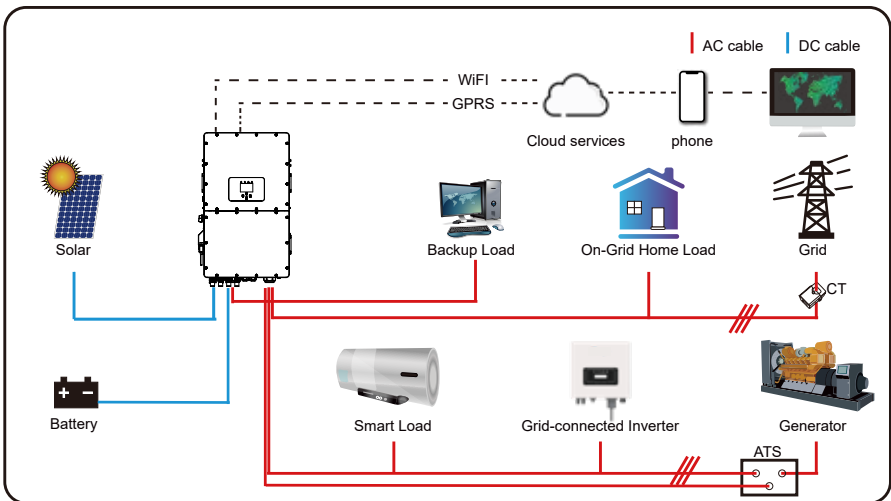 AC cable
DC cable
WiFI
GPRS
Cloud services
phone
Solar
Backup Load
On-Grid Home Load
Grid
CT
Battery
Smart Load
Grid-connected Inverter
Generator
ATS